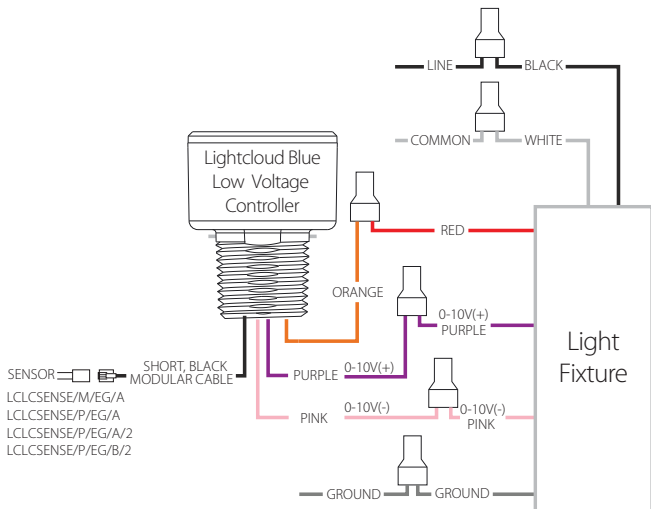 LINE BLACK
COMMON WHITE
Lightcloud Blue
Low Voltage
Controller
RED
ORANGE
0-10V(+)
PURPLE
Light
Fixture
SENSOR
SHORT, BLACK
MODULAR CABLE
PURPLE 0-10V(+)
LCLCSENSE/M/EG/A
LCLCSENSE/P/EG/A
LCLCSENSE/P/EG/A/2
LCLCSENSE/P/EG/B/2
PINK 0-10V(-)
0-10V(-)
PINK
GROUND GROUND